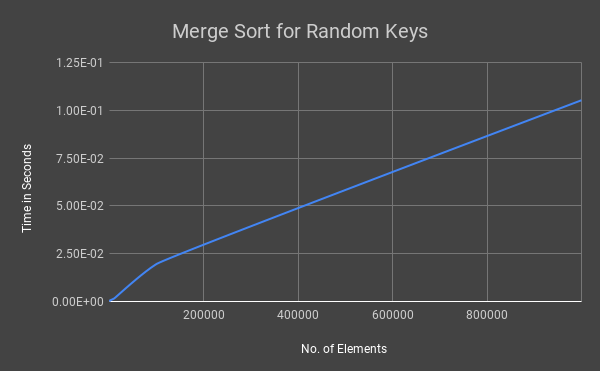 Merge Sort for Random Keys
1.25E-01
1.00E-01
7.50E-02
5.00E-02
2.50E-02
0.00E+00
Time in Seconds
200000 400000 600000 800000
No. of Elements